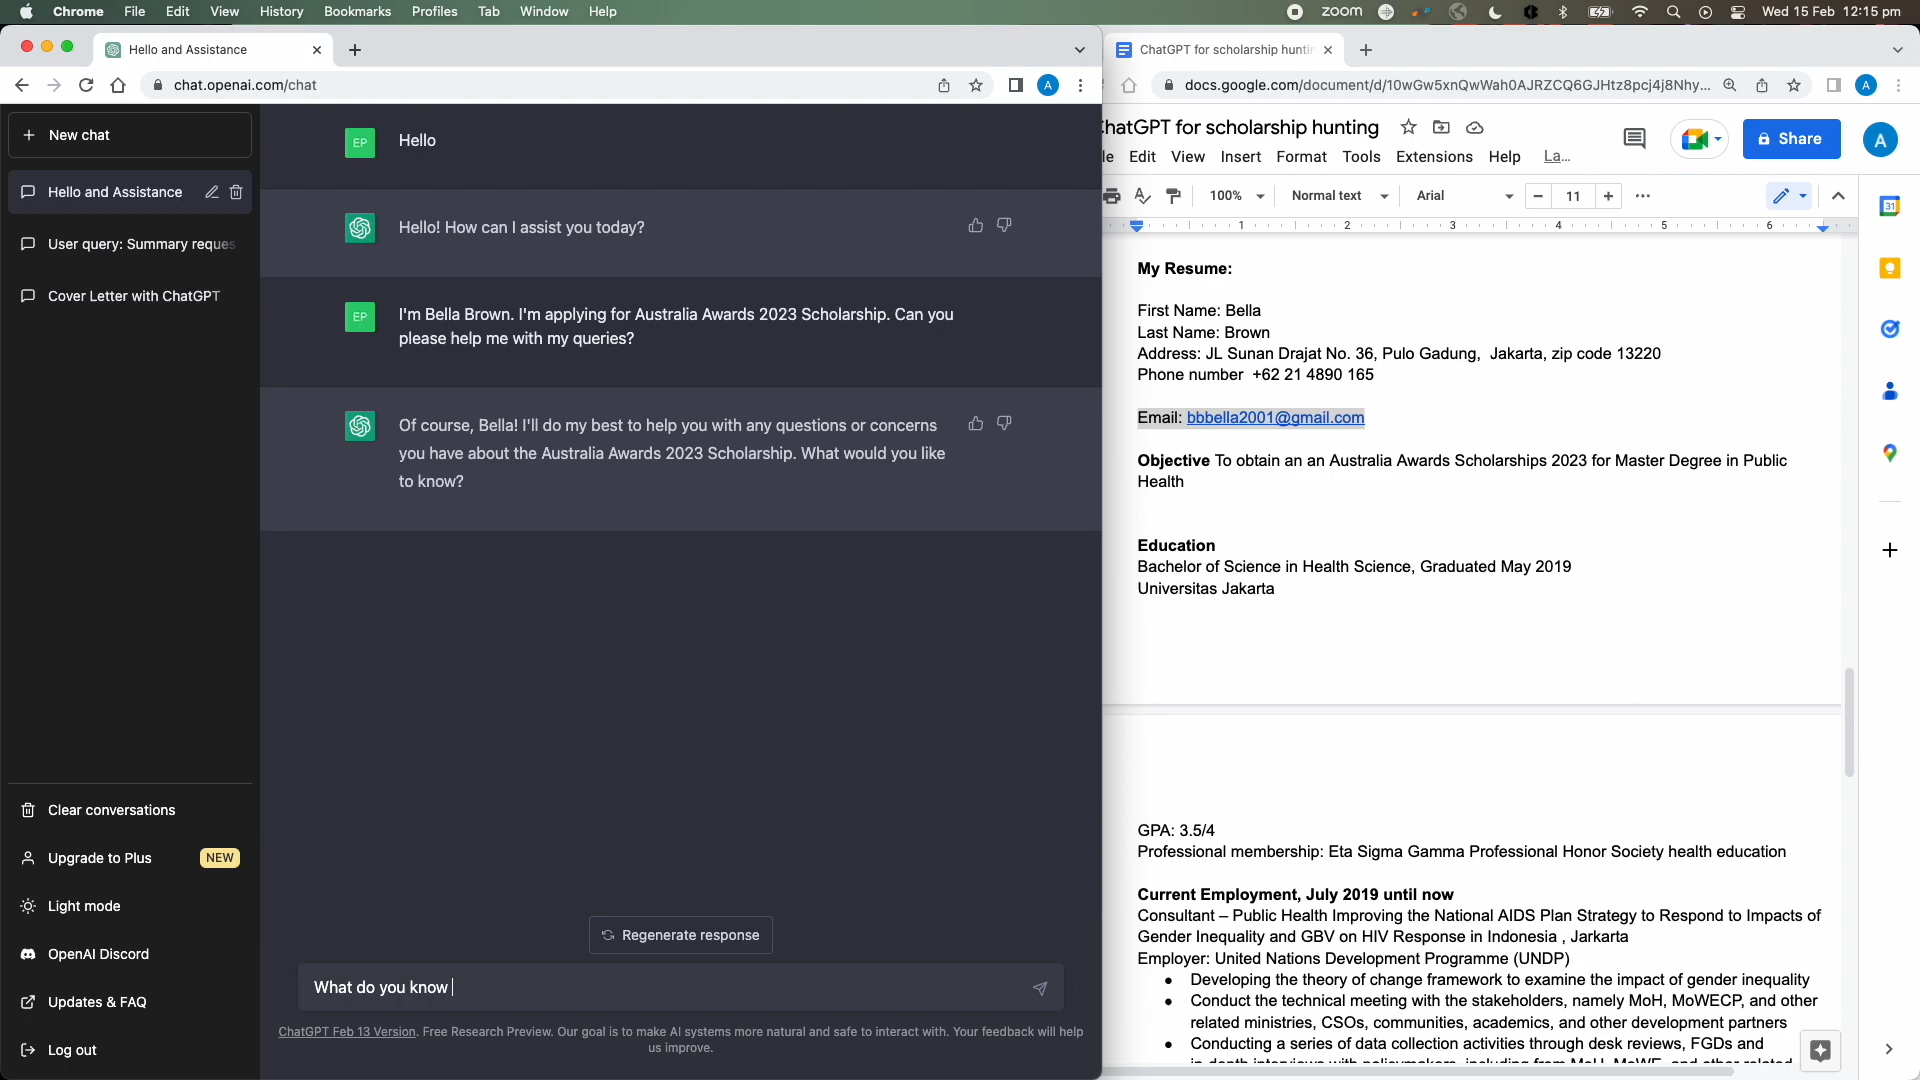 Chrome File Edit View History Bookmarks Profiles Tab Window Help
zoom Wed 15 Feb 12:15 pm
Hello and Assistance
chat.openai.com/chat
A
New chat
Hello and Assistance
User query: Summary reques
Cover Letter with ChatGPT
Clear conversations
Upgrade to Plus NEW
Light mode
OpenAI Discord
Updates & FAQ
Log out
EP Hello
Hello! How can I assist you today?
EP I'm Bella Brown. I'm applying for Australia Awards 2023 Scholarship. Can you
please help me with my queries?
Of course, Bella! I'll do my best to help you with any questions or concerns
you have about the Australia Awards 2023 Scholarship. What would you like
to know?
Regenerate response
What do you know
ChatGPT Feb 13 Version. Free Research Preview. Our goal is to make AI systems more natural and safe to interact with. Your feedback will help
us improve.
ChatGPT for scholarship huntin
docs.google.com/document/d/10wGw5xnQwWah0AJRZCQ6GJHtz8pcj4j8Nhy...
A
ChatGPT for scholarship hunting
le Edit View Insert Format Tools Extensions Help La...
Share
A
100% Normal text Arial 11
31
1 2 3 4 5 6
My Resume:
First Name: Bella
Last Name: Brown
Address: JL Sunan Drajat No. 36, Pulo Gadung, Jakarta, zip code 13220
Phone number +62 21 4890 165
Email: bbbella2001@gmail.com
Objective To obtain an an Australia Awards Scholarships 2023 for Master Degree in Public
Health
Education
Bachelor of Science in Health Science, Graduated May 2019
Universitas Jakarta
GPA: 3.5/4
Professional membership: Eta Sigma Gamma Professional Honor Society health education
Current Employment, July 2019 until now
Consultant – Public Health Improving the National AIDS Plan Strategy to Respond to Impacts of
Gender Inequality and GBV on HIV Response in Indonesia , Jarkarta
Employer: United Nations Development Programme (UNDP)
● Developing the theory of change framework to examine the impact of gender inequality
● Conduct the technical meeting with the stakeholders, namely MoH, MoWECP, and other
related ministries, CSOs, communities, academics, and other development partners
● Conducting a series of data collection activities through desk reviews, FGDs and